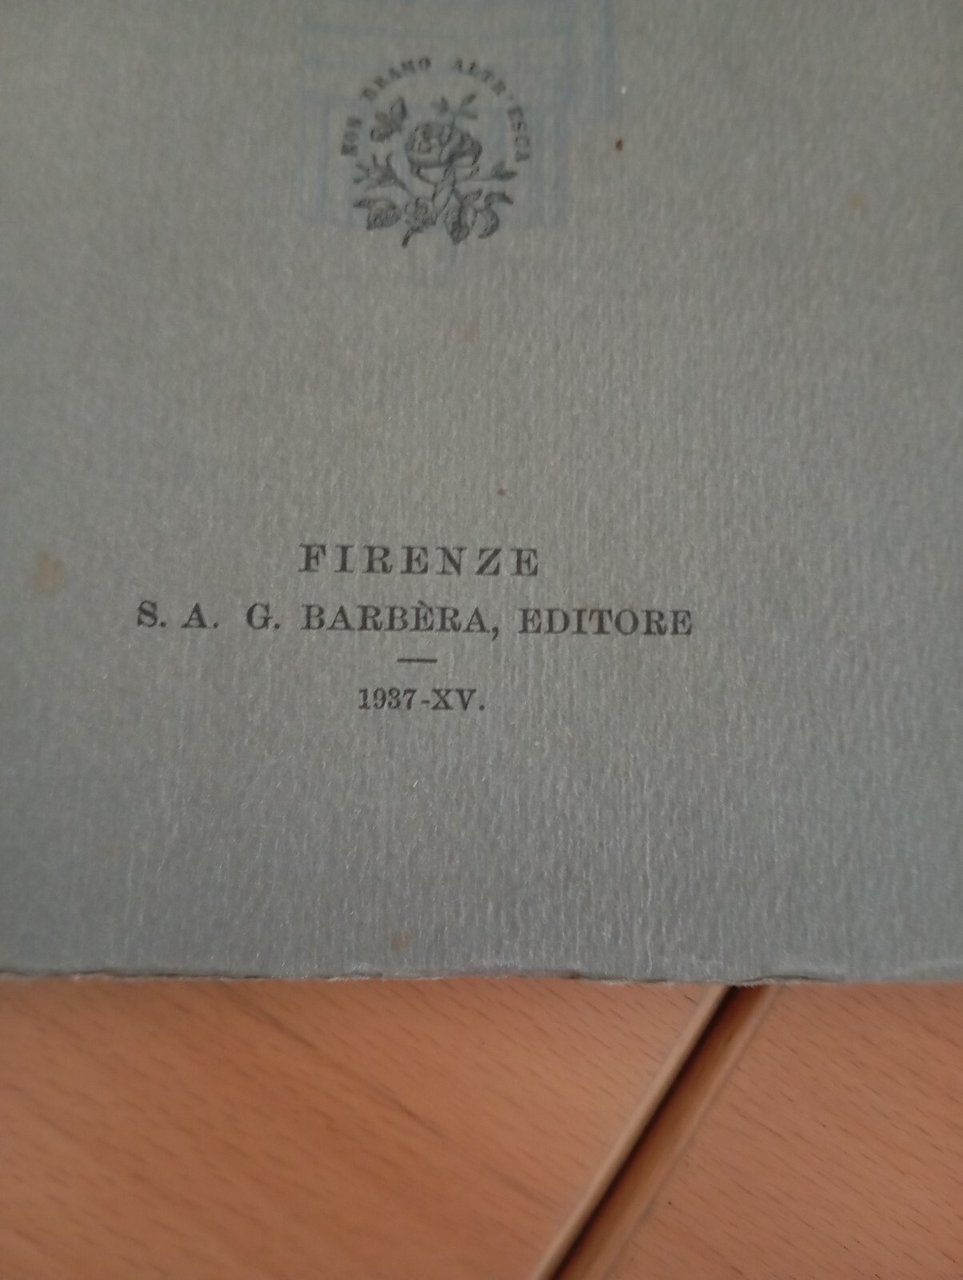 NON BRAMO ALTR'ESCA
FIRENZE
S. A. G. BARBÈRA, EDITORE
1937-XV.